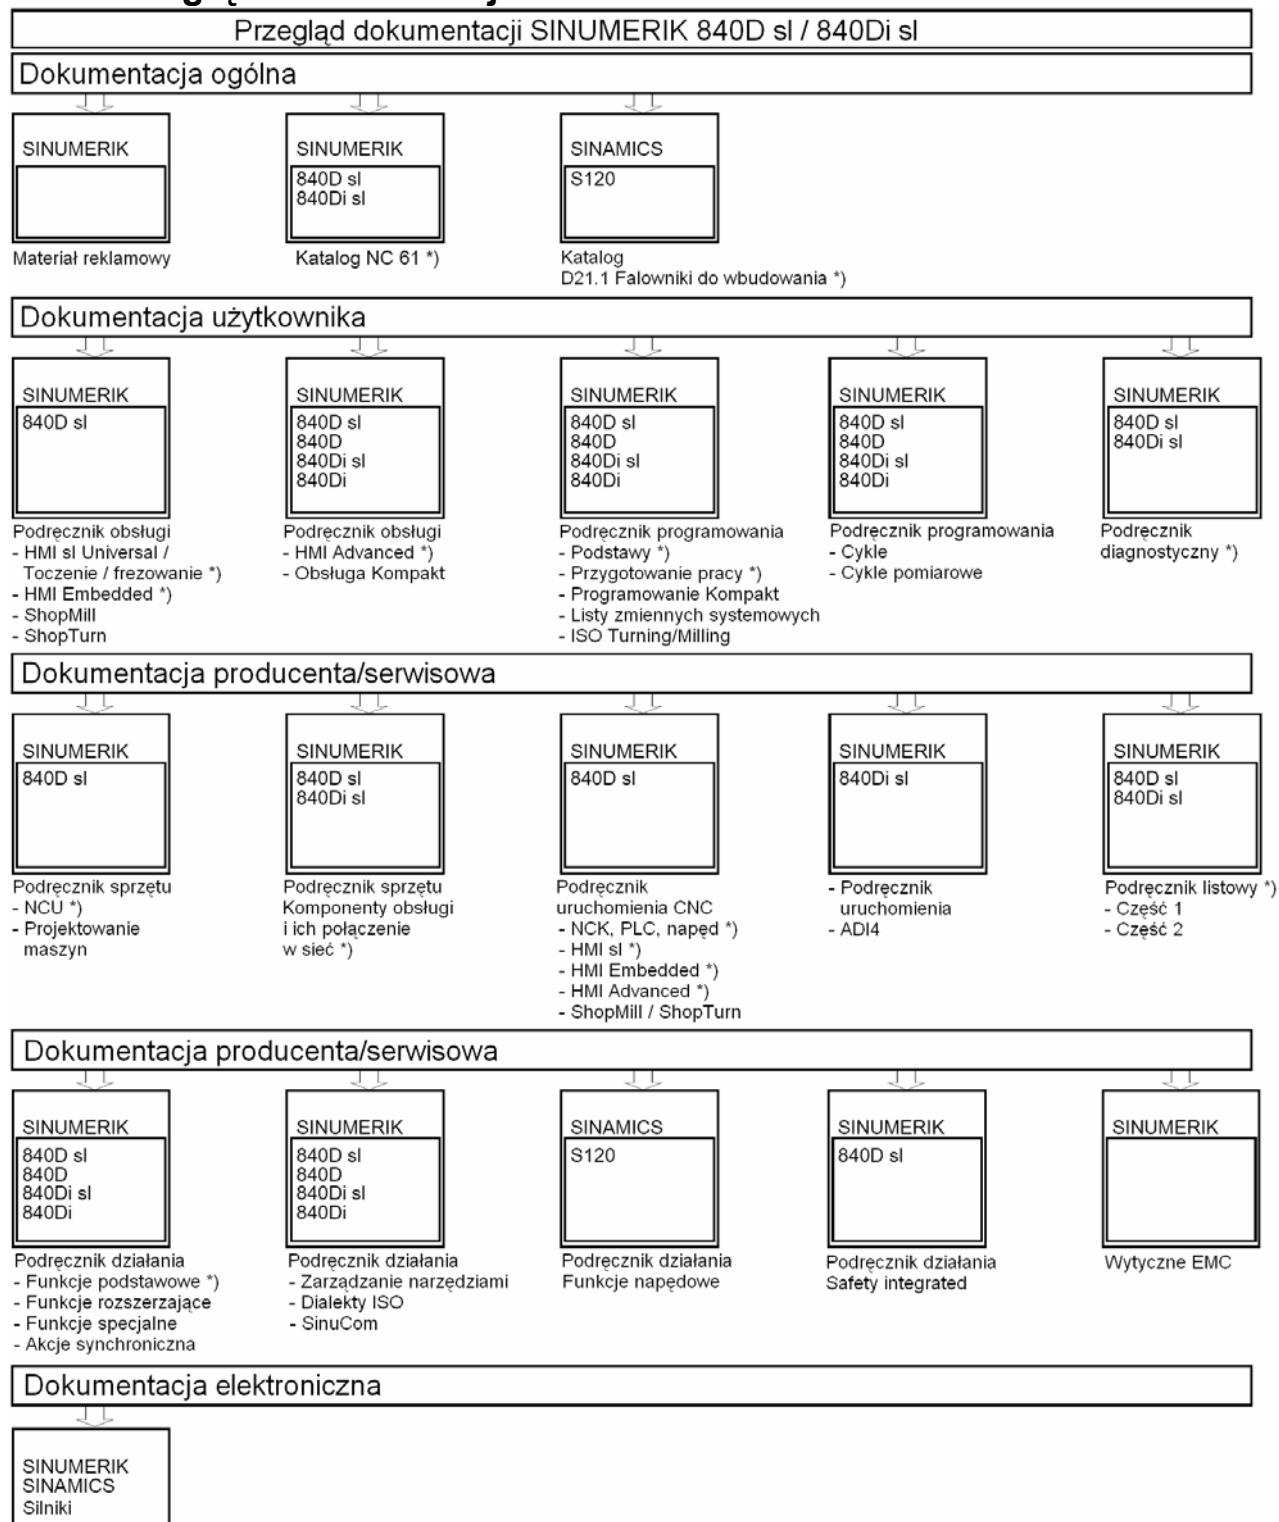 Przegląd dokumentacji SINUMERIK 840D sl / 840Di sl
Dokumentacja ogólna
SINUMERIK
Materiał reklamowy
SINUMERIK
840D sl
840Di sl
Katalog NC 61 *)
SINAMICS
S120
Katalog
D21.1 Falowniki do wbudowania *)
Dokumentacja użytkownika
SINUMERIK
840D sl
Podręcznik obsługi
- HMI sl Universal /
Toczenie / frezowanie *)
- HMI Embedded *)
- ShopMill
- ShopTurn
SINUMERIK
840D sl
840D
840Di sl
840Di
Podręcznik obsługi
- HMI Advanced *)
- Obsługa Kompakt
SINUMERIK
840D sl
840D
840Di sl
840Di
Podręcznik programowania
- Podstawy *)
- Przygotowanie pracy *)
- Programowanie Kompakt
- Listy zmiennych systemowych
- ISO Turning/Milling
SINUMERIK
840D sl
840D
840Di sl
840Di
Podręcznik programowania
- Cykle
- Cykle pomiarowe
SINUMERIK
840D sl
840Di sl
Podręcznik
diagnostyczny *)
Dokumentacja producenta/serwisowa
SINUMERIK
840D sl
Podręcznik sprzętu
- NCU *)
- Projektowanie
maszyn
SINUMERIK
840D sl
840Di sl
Podręcznik sprzętu
Komponenty obsługi
i ich połączenie
w sieć *)
SINUMERIK
840D sl
Podręcznik
uruchomienia CNC
- NCK, PLC, napęd *)
- HMI sl *)
- HMI Embedded *)
- HMI Advanced *)
- ShopMill / ShopTurn
SINUMERIK
840Di sl
- Podręcznik
uruchomienia
- ADI4
SINUMERIK
840D sl
840Di sl
Podręcznik listowy *)
- Część 1
- Część 2
Dokumentacja producenta/serwisowa
SINUMERIK
840D sl
840D
840Di sl
840Di
Podręcznik działania
- Funkcje podstawowe *)
- Funkcje rozszerzające
- Funkcje specjalne
- Akcje synchroniczna
SINUMERIK
840D sl
840D
840Di sl
840Di
Podręcznik działania
- Zarządzanie narzędziami
- Dialekty ISO
- SinuCom
SINAMICS
S120
Podręcznik działania
Funkcje napędowe
SINUMERIK
840D sl
Podręcznik działania
Safety integrated
SINUMERIK
Wytyczne EMC
Dokumentacja elektroniczna
SINUMERIK
SINAMICS
Silniki